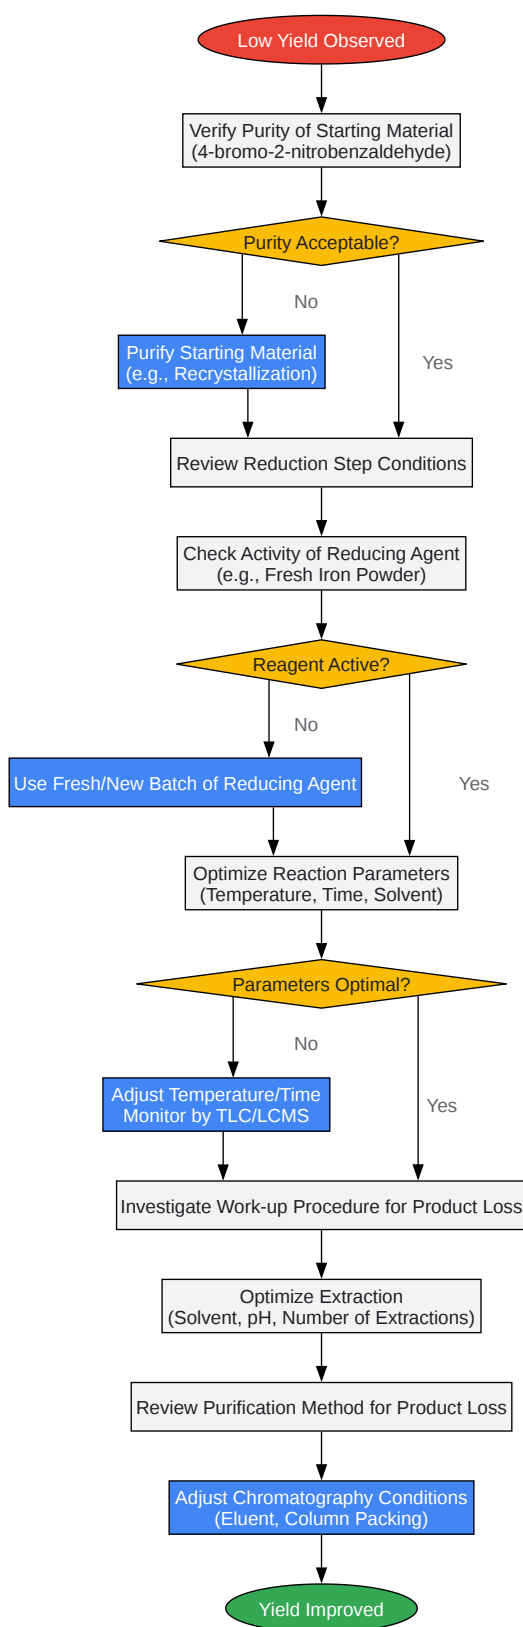 Low Yield Observed
Verify Purity of Starting Material
(4-bromo-2-nitrobenzaldehyde)
Purity Acceptable?
No
Purify Starting Material
(e.g., Recrystallization)
Yes
Review Reduction Step Conditions
Check Activity of Reducing Agent
(e.g., Fresh Iron Powder)
Reagent Active?
No
Use Fresh/New Batch of Reducing Agent
Yes
Optimize Reaction Parameters
(Temperature, Time, Solvent)
Parameters Optimal?
No
Adjust Temperature/Time
Monitor by TLC/LCMS
Yes
Investigate Work-up Procedure for Product Loss
Optimize Extraction
(Solvent, pH, Number of Extractions)
Review Purification Method for Product Loss
Adjust Chromatography Conditions
(Eluent, Column Packing)
Yield Improved